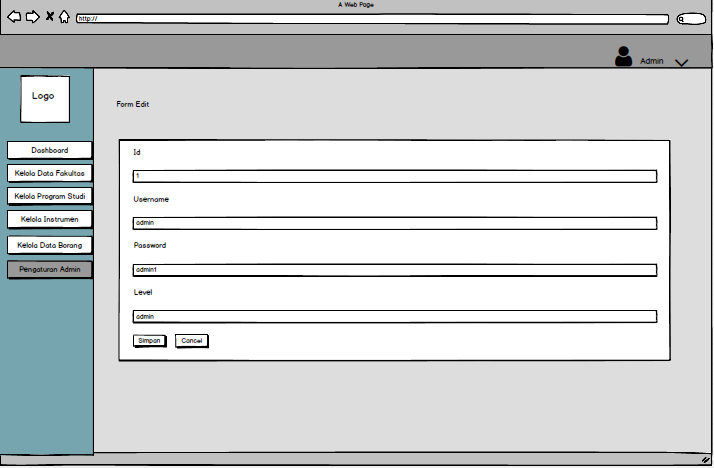 A Web Page
http://
Admin
Logo
Form Edit
Dashboard
Kelola Data Fakultas
Kelola Program Studi
Kelola Instrumen
Kelola Data Borang
Pengaturan Admin
Id
1
Username
admin
Password
admin1
Level
admin
Simpan
Cancel